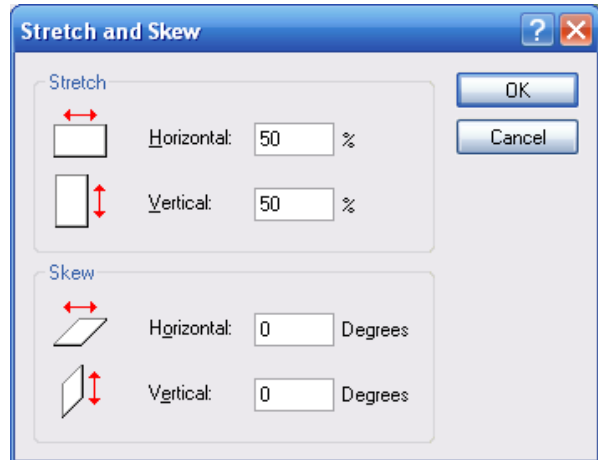 Stretch and Skew
Stretch
Horizontal: 50 %
Vertical: 50 %
OK
Cancel
Skew
Horizontal: 0 Degrees
Vertical: 0 Degrees